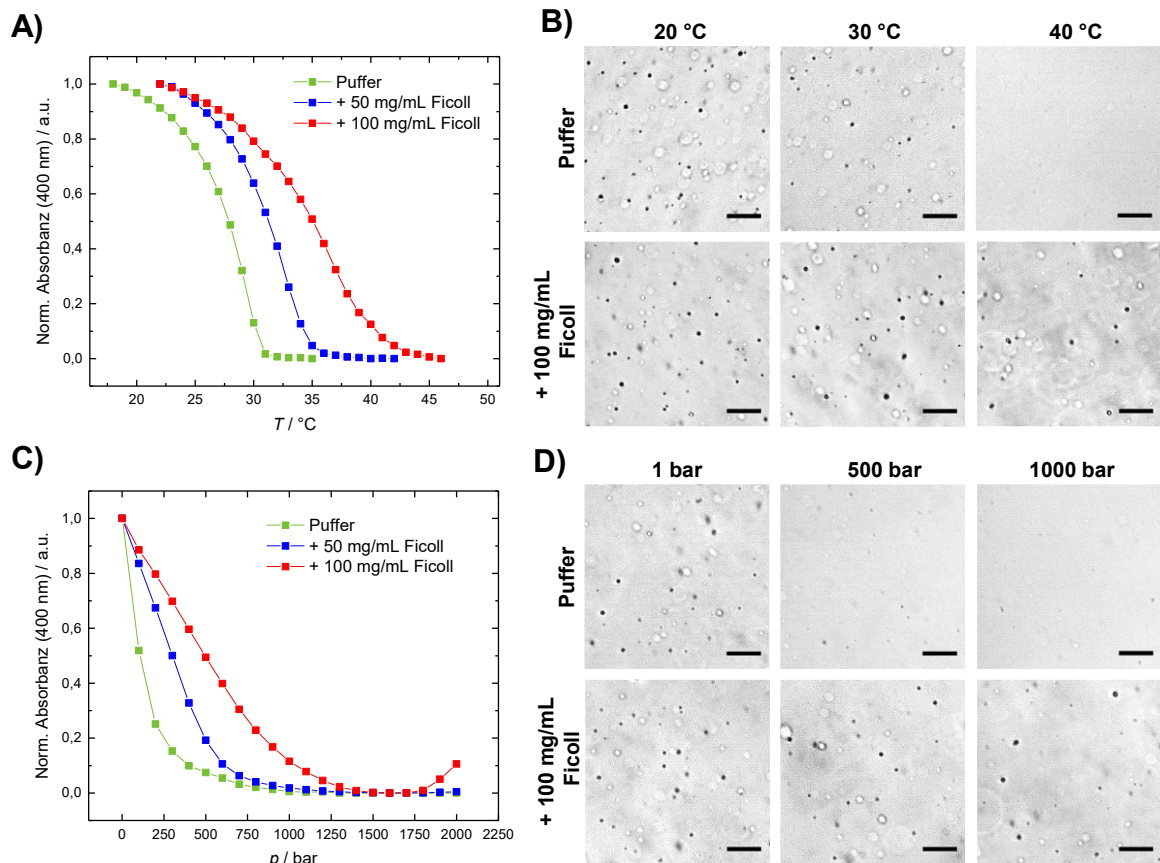 A)
Norm. Absorbanz (400 nm) / a.u.
1,0
0,8
0,6
0,4
0,2
0,0
Puffer
+ 50 mg/mL Ficoll
+ 100 mg/mL Ficoll
20 25 30 35 40 45 50
T / °C
B)
20 °C 30 °C 40 °C
Puffer
+ 100 mg/mL
Ficoll
C)
Norm. Absorbanz (400 nm) / a.u.
1,0
0,8
0,6
0,4
0,2
0,0
Puffer
+ 50 mg/mL Ficoll
+ 100 mg/mL Ficoll
0 250 500 750 1000 1250 1500 1750 2000 2250
p / bar
D)
1 bar 500 bar 1000 bar
Puffer
+ 100 mg/mL
Ficoll